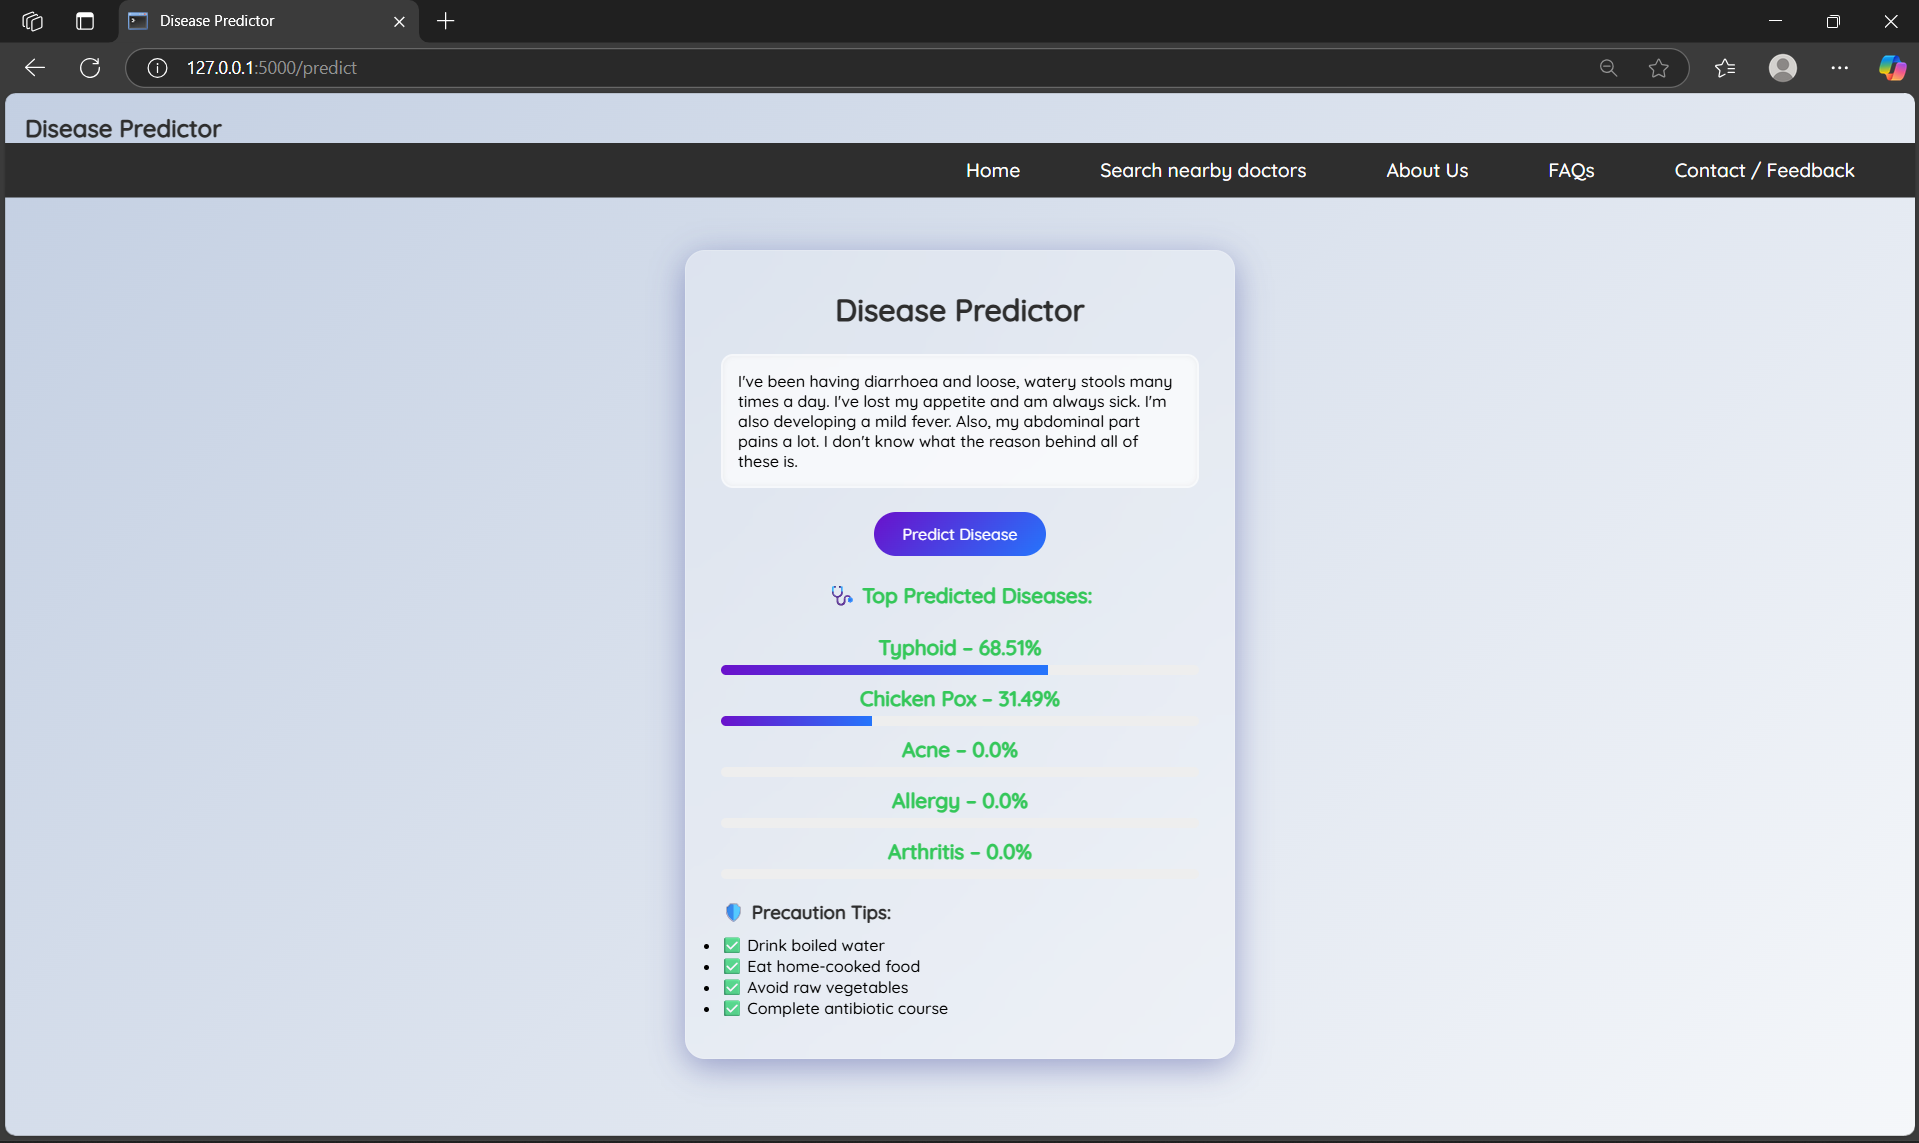 Disease Predictor
127.0.0.1:5000/predict
Disease Predictor
Home Search nearby doctors About Us FAQs Contact / Feedback
Disease Predictor
I've been having diarrhoea and loose, watery stools many
times a day. I've lost my appetite and am always sick. I'm
also developing a mild fever. Also, my abdominal part
pains a lot. I don't know what the reason behind all of
these is.
Predict Disease
🩺 Top Predicted Diseases:
Typhoid – 68.51%
Chicken Pox – 31.49%
Acne – 0.0%
Allergy – 0.0%
Arthritis – 0.0%
🛡️ Precaution Tips:
• ✅ Drink boiled water
• ✅ Eat home-cooked food
• ✅ Avoid raw vegetables
• ✅ Complete antibiotic course